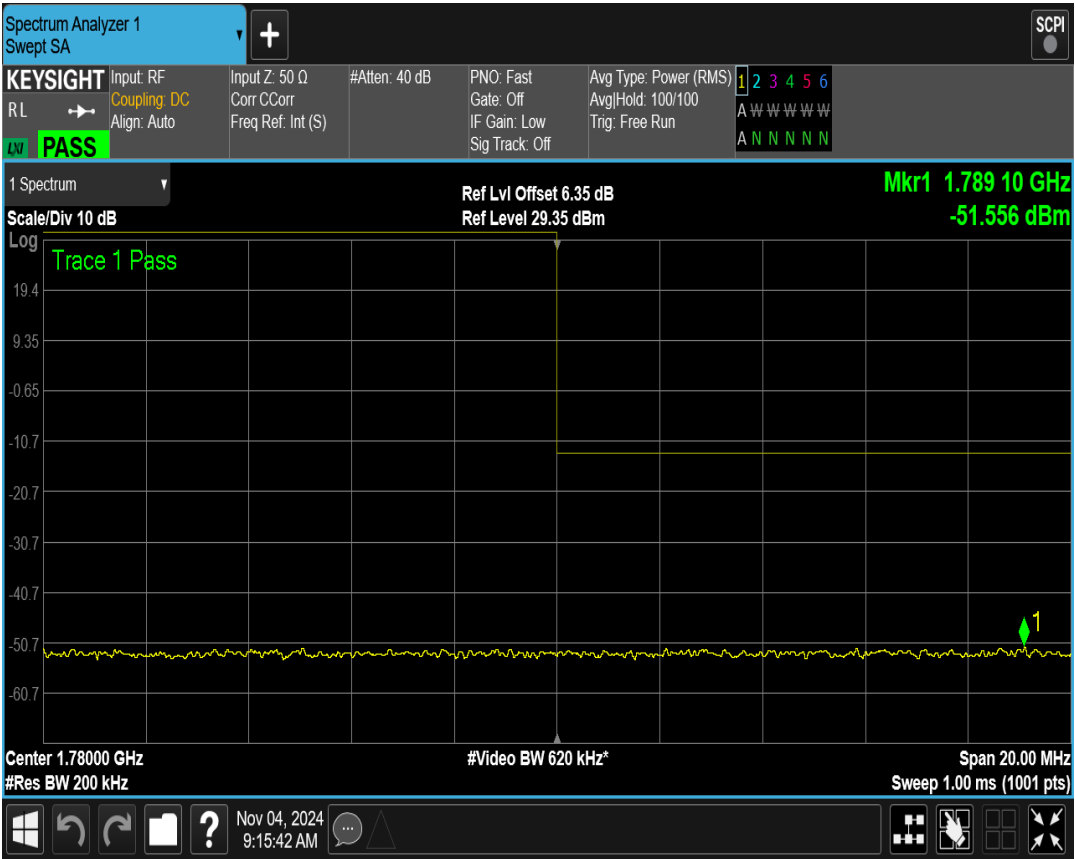 Spectrum Analyzer 1
Swept SA
▼
+
SCPI
KEYSIGHT
RL
LXI
PASS
Input: RF
Coupling: DC
Align: Auto
Input Z: 50 Ω
Corr CCorr
Freq Ref: Int (S)
#Atten: 40 dB
PNO: Fast
Gate: Off
IF Gain: Low
Sig Track: Off
Avg Type: Power (RMS)
Avg|Hold: 100/100
Trig: Free Run
1 2 3 4 5 6
A W W W W W
A N N N N N
1 Spectrum ▼
Scale/Div 10 dB
Ref Lvl Offset 6.35 dB
Ref Level 29.35 dBm
Mkr1 1.789 10 GHz
-51.556 dBm
Log
Trace 1 Pass
19.4
9.35
-0.65
-10.7
-20.7
-30.7
-40.7
-50.7
-60.7
1
Center 1.78000 GHz
#Res BW 200 kHz
#Video BW 620 kHz*
Span 20.00 MHz
Sweep 1.00 ms (1001 pts)
?
Nov 04, 2024
9:15:42 AM